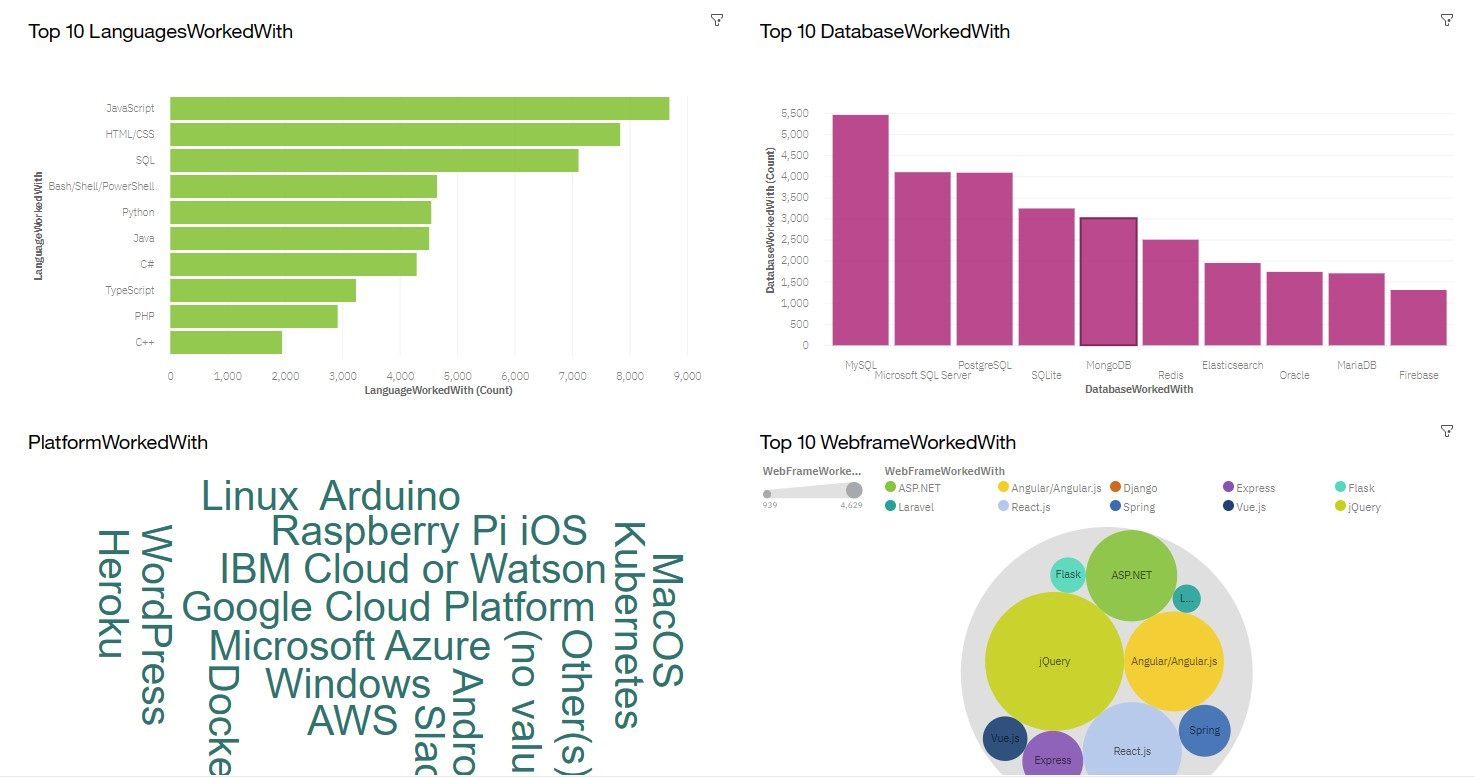 Top 10 LanguagesWorkedWith
LanguageWorkedWith
JavaScript
HTML/CSS
SQL
Bash/Shell/PowerShell
Python
Java
C#
TypeScript
PHP
C++
0 1,000 2,000 3,000 4,000 5,000 6,000 7,000 8,000 9,000
LanguageWorkedWith (Count)
Top 10 DatabaseWorkedWith
DatabaseWorkedWith (Count)
5,500
5,000
4,500
4,000
3,500
3,000
2,500
2,000
1,500
1,000
500
0
MySQL PostgreSQL MongoDB Elasticsearch MariaDB
Microsoft SQL Server SQLite Redis Oracle Firebase
DatabaseWorkedWith
PlatformWorkedWith
Linux Arduino
Raspberry Pi iOS
IBM Cloud or Watson
Google Cloud Platform
Microsoft Azure
Windows
AWS
Heroku
WordPress
Docke
Slac
Andro
(no valu
Other(s)
Kubernetes
MacOS
Top 10 WebframeWorkedWith
WebFrameWorke...
939 4,629
WebFrameWorkedWith
ASP.NET Angular/Angular.js Django Express Flask
Laravel React.js Spring Vue.js jQuery
Flask
ASP.NET
L...
jQuery
Angular/Angular.js
Vue.js
Express
React.js
Spring